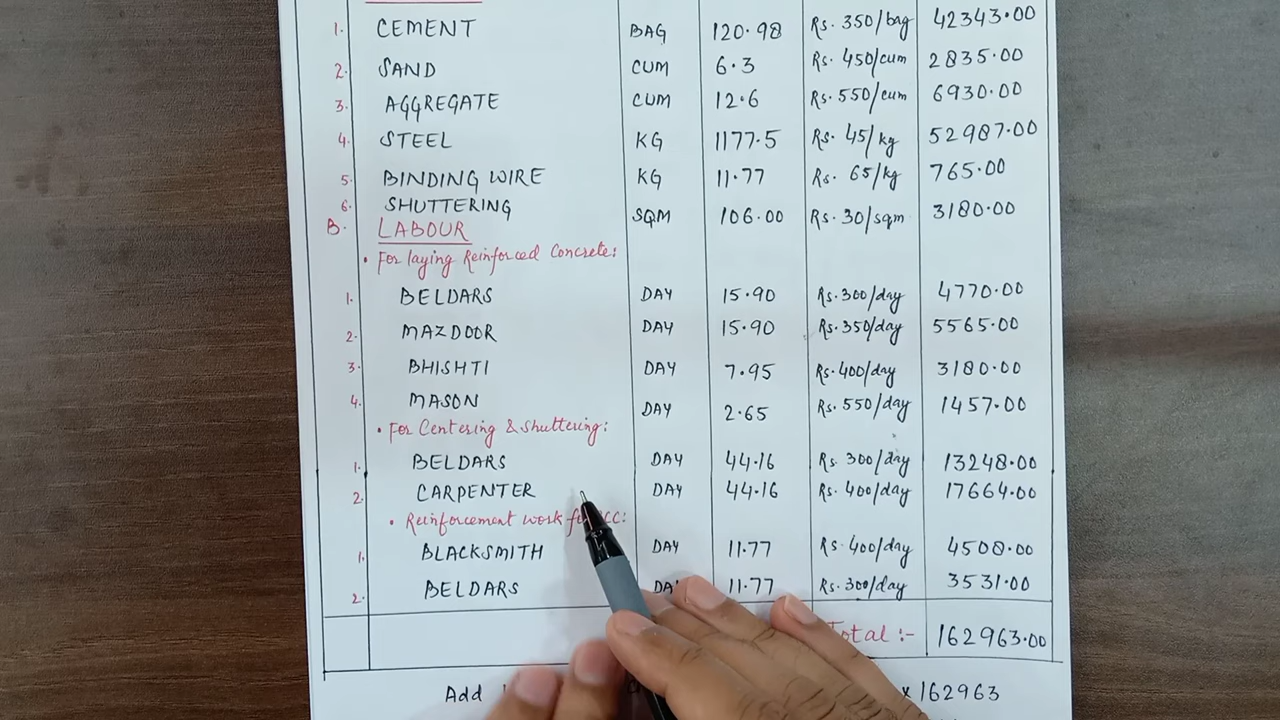 1. CEMENT BAG 120.98 Rs. 350/bag 42343.00
2. SAND CUM 6.3 Rs. 450/cum 2835.00
3. AGGREGATE CUM 12.6 Rs. 550/cum 6930.00
4. STEEL KG 1177.5 Rs. 45/kg 52987.00
5. BINDING WIRE KG 11.77 Rs. 65/kg 765.00
6. SHUTTERING SQM 106.00 Rs. 30/sqm 3180.00
B. LABOUR
• For laying Reinforced Concrete:
1. BELDARS DAY 15.90 Rs. 300/day 4770.00
2. MAZDOOR DAY 15.90 Rs. 350/day 5565.00
3. BHISHTI DAY 7.95 Rs. 400/day 3180.00
4. MASON DAY 2.65 Rs. 550/day 1457.00
• For Centering & Shuttering:
1. BELDARS DAY 44.16 Rs. 300/day 13248.00
2. CARPENTER DAY 44.16 Rs. 400/day 17664.00
• Reinforcement work
1. BLACKSMITH DAY 11.77 Rs. 400/day 4508.00
2. BELDARS 11.77 Rs. 300/day 3531.00
Total :- 162963.00
Add 162963